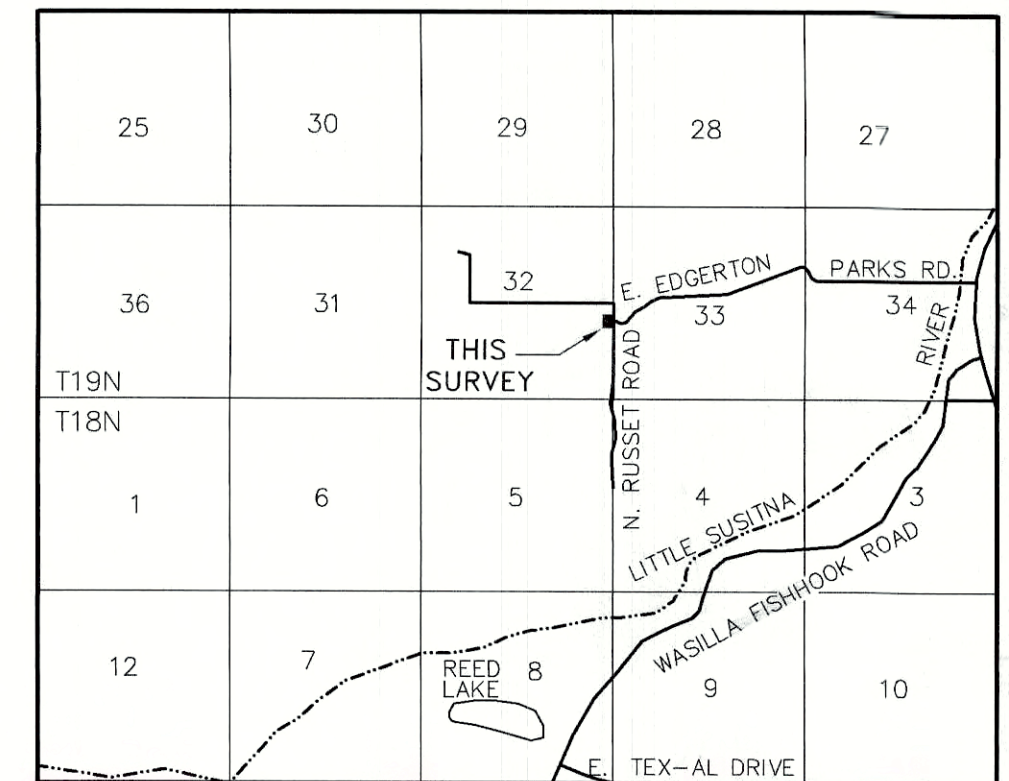 25
30
29
28
27
36
31
32
E. EDGERTON
PARKS RD.
33
34
THIS
SURVEY
N. RUSSET ROAD
RIVER
T19N
T18N
1
6
5
4
3
LITTLE SUSITNA
WASILLA FISHHOOK ROAD
12
7
REED
LAKE
8
9
10
E. TEX-AL DRIVE